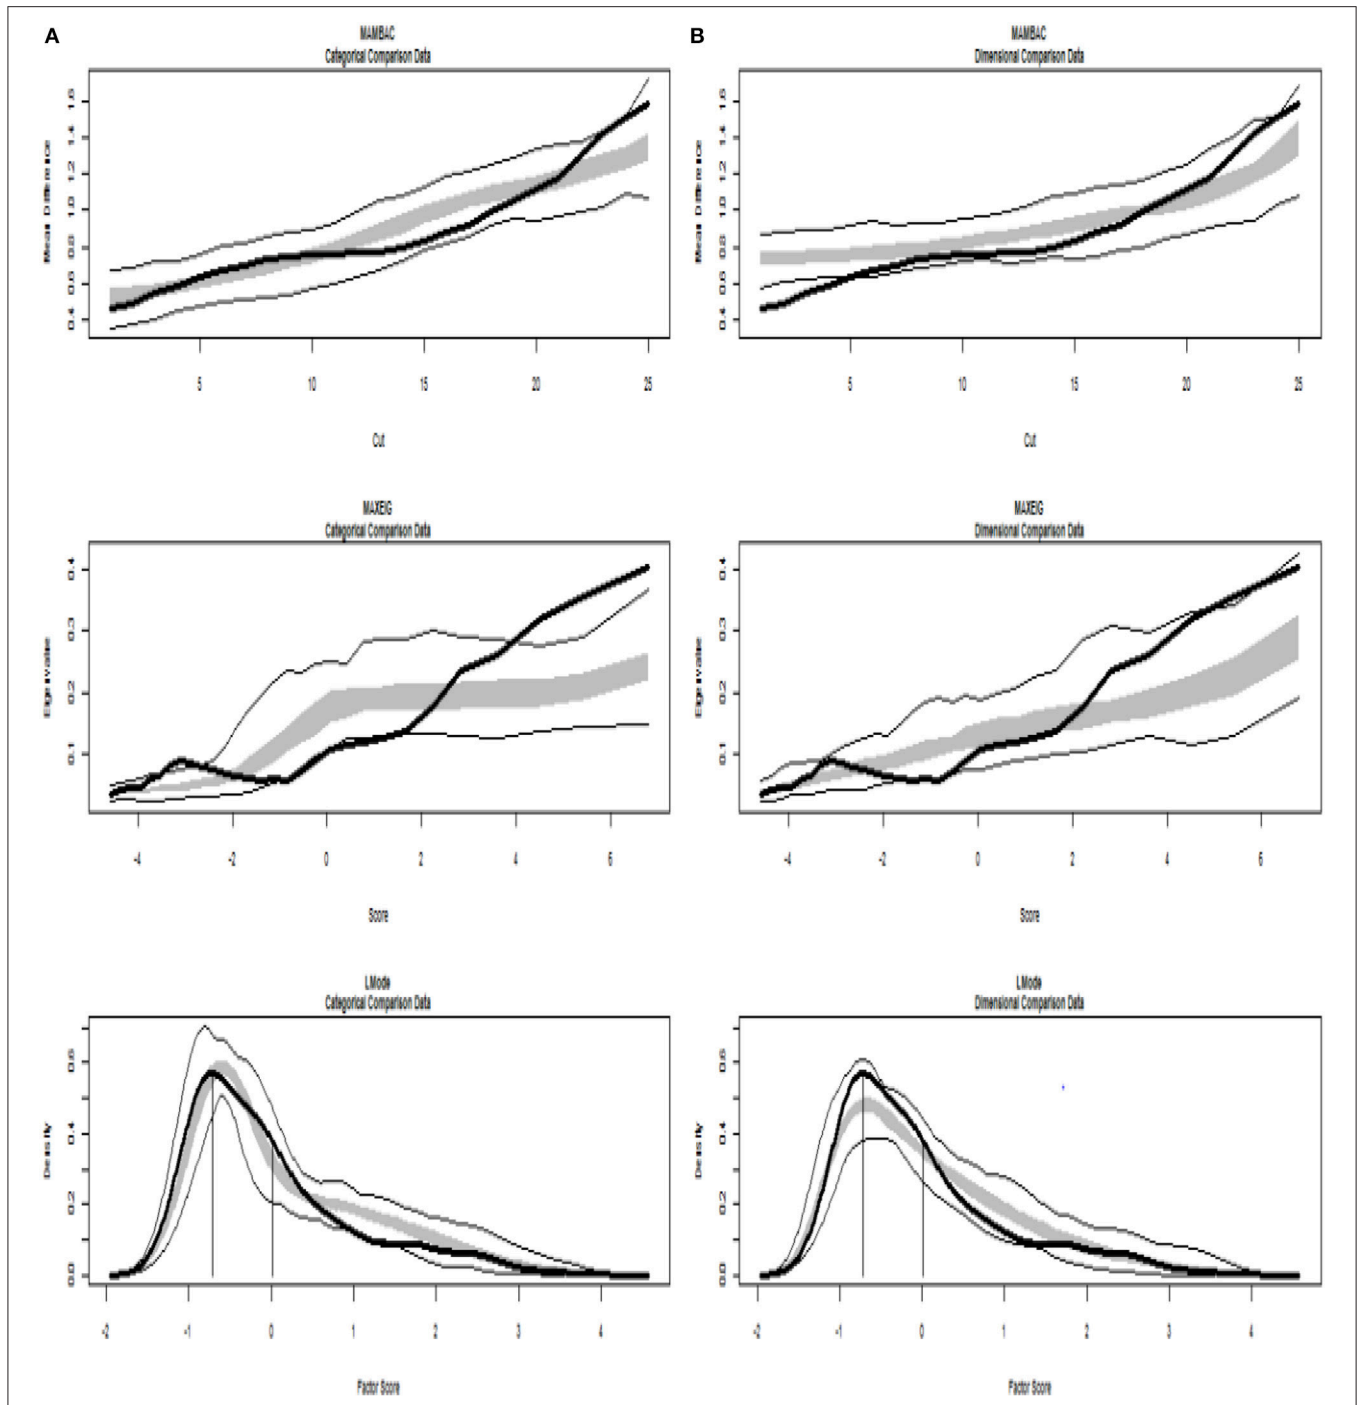 A
B
MAMBAC
Categorical Comparison Data
Mean Difference
0.4 0.6 0.8 1.0 1.2 1.4 1.6
5 10 15 20 25
Cut
MAMBAC
Dimensional Comparison Data
Mean Difference
0.4 0.6 0.8 1.0 1.2 1.4 1.6
5 10 15 20 25
Cut
MAXEIG
Categorical Comparison Data
Eigenvalue
0.1 0.2 0.3 0.4
-4 -2 0 2 4 6
Score
MAXEIG
Dimensional Comparison Data
Eigenvalue
0.1 0.2 0.3 0.4
-4 -2 0 2 4 6
Score
LMode
Categorical Comparison Data
Density
0.0 0.2 0.4 0.6
-2 -1 0 1 2 3 4
Factor Score
LMode
Dimensional Comparison Data
Density
0.0 0.2 0.4 0.6
-2 -1 0 1 2 3 4
Factor Score